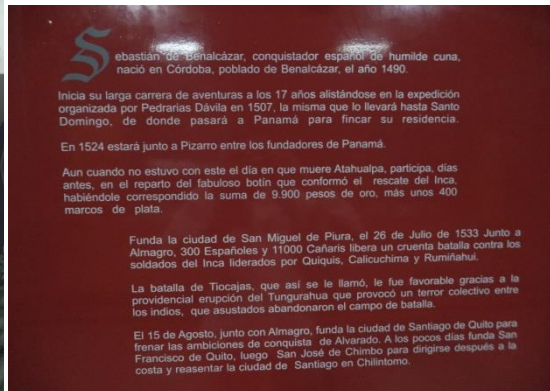 Sebastián de Benalcázar, conquistador español de humilde cuna,
nació en Córdoba, poblado de Benalcázar, el año 1490.
Inicia su larga carrera de aventuras a los 17 años alistándose en la expedición
organizada por Pedrarias Dávila en 1507, la misma que lo llevará hasta Santo
Domingo, de donde pasará a Panamá para fincar su residencia.
En 1524 estará junto a Pizarro entre los fundadores de Panamá.
Aun cuando no estuvo con este el día en que muere Atahualpa, participa, días
antes, en el reparto del fabuloso botín que conformó el rescate del Inca,
habiéndole correspondido la suma de 9.900 pesos de oro, más unos 400
marcos de plata.
Funda la ciudad de San Miguel de Piura, el 26 de Julio de 1533 Junto a
Almagro, 300 Españoles y 11000 Cañaris libera un cruenta batalla contra los
soldados del Inca liderados por Quiquis, Calicuchima y Rumiñahui.
La batalla de Tiocajas, que así se le llamó, le fue favorable gracias a la
providencial erupción del Tungurahua que provocó un terror colectivo entre
los indios, que asustados abandonaron el campo de batalla.
El 15 de Agosto, junto con Almagro, funda la ciudad de Santiago de Quito para
frenar las ambiciones de conquista de Alvarado. A los pocos días funda San
Francisco de Quito, luego San José de Chimbo para dirigirse después a la
costa y reasentar la ciudad de Santiago en Chilintomo.